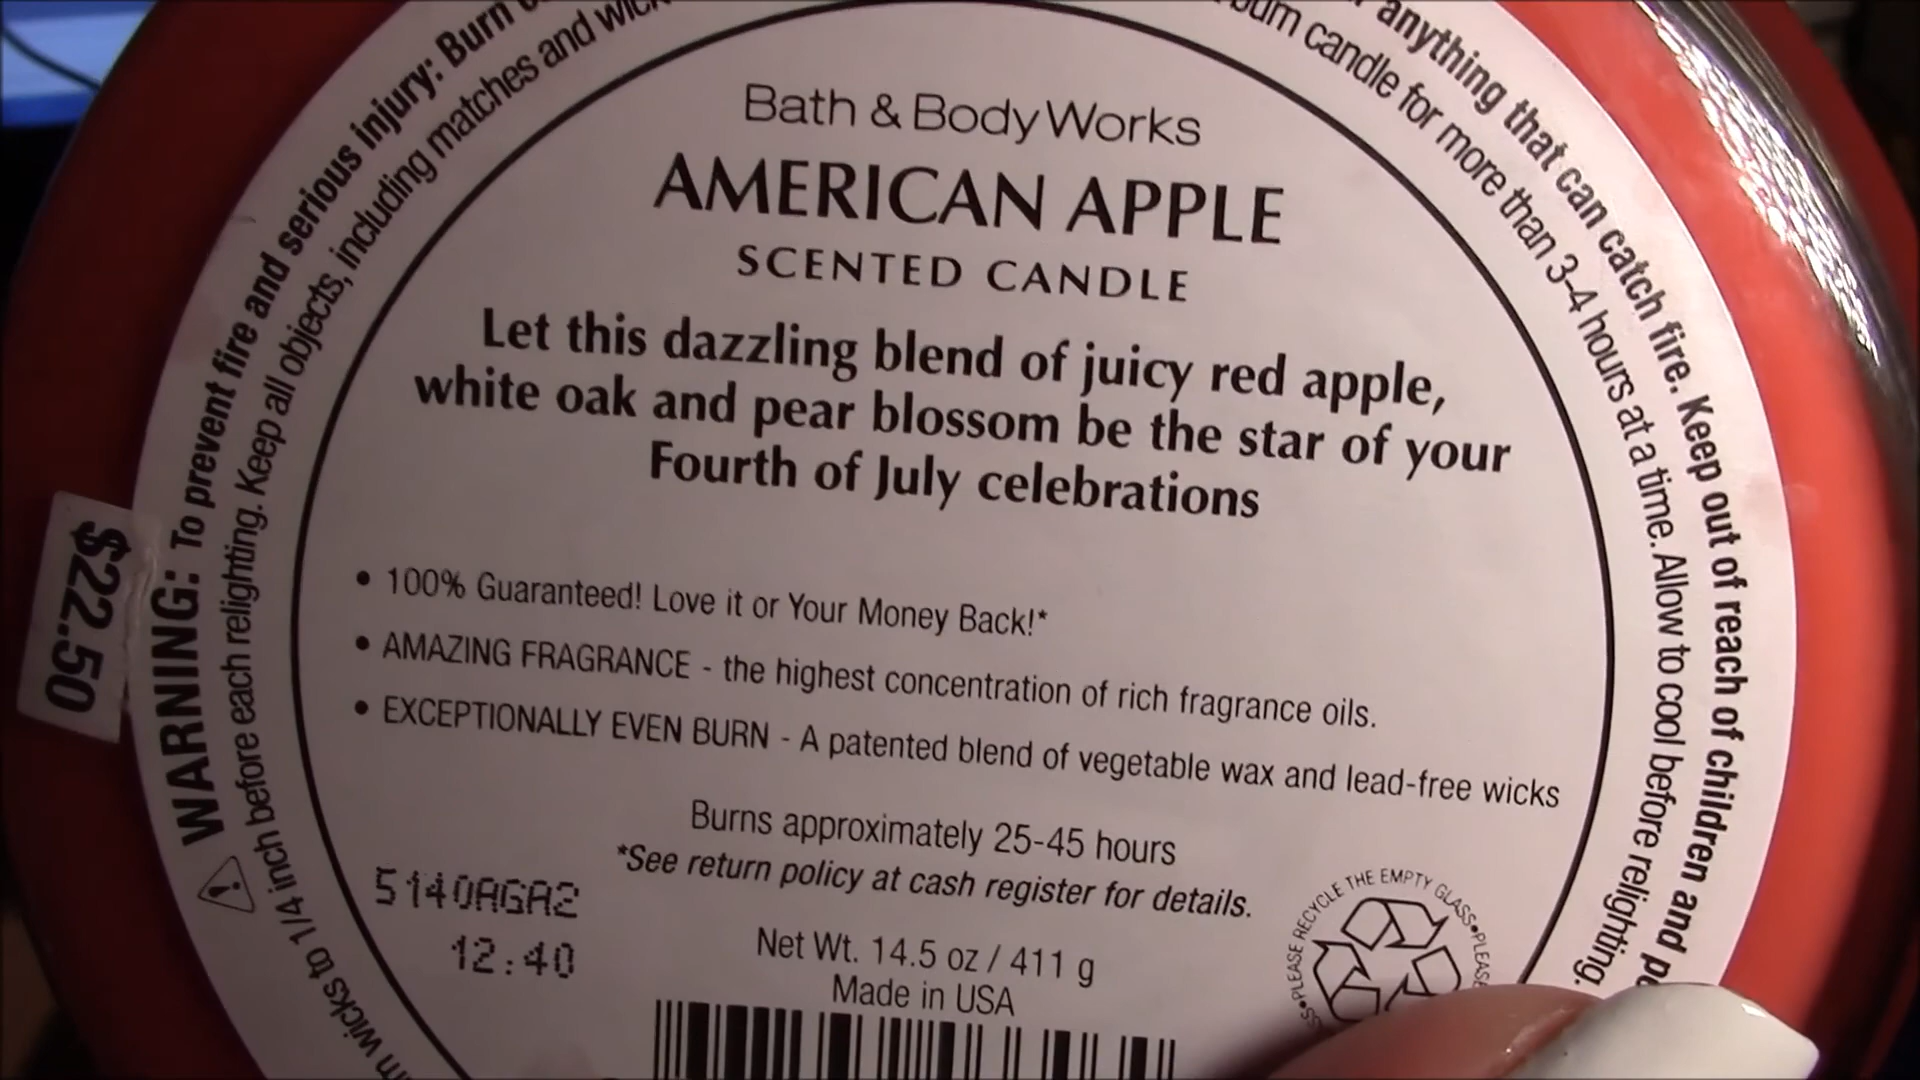 Bath & Body Works
AMERICAN APPLE
SCENTED CANDLE
Let this dazzling blend of juicy red apple,
white oak and pear blossom be the star of your
Fourth of July celebrations
• 100% Guaranteed! Love it or Your Money Back!*
• AMAZING FRAGRANCE - the highest concentration of rich fragrance oils.
• EXCEPTIONALLY EVEN BURN - A patented blend of vegetable wax and lead-free wicks
Burns approximately 25-45 hours
*See return policy at cash register for details.
5140AGA2
12:40
Net Wt. 14.5 oz / 411 g
Made in USA
PLEASE RECYCLE THE EMPTY GLASS•
$22.50
WARNING: To prevent fire and serious injury: Burn
anything that can catch fire. Keep out of reach of children and
wicks to 1/4 inch before each relighting. Keep all objects, including matches and
candle for more than 3-4 hours at a time. Allow to cool before relighting.